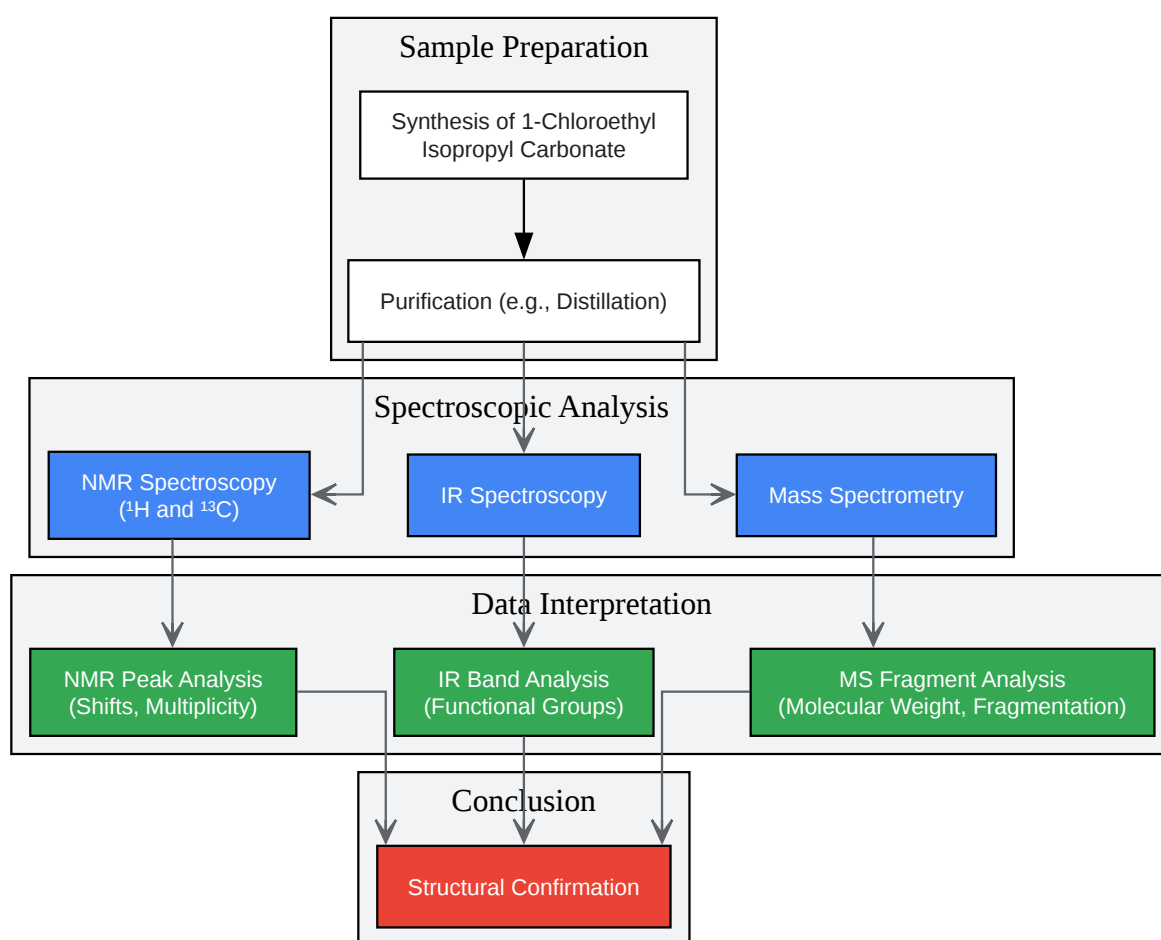 Sample Preparation
Synthesis of 1-Chloroethyl
Isopropyl Carbonate
Purification (e.g., Distillation)
Spectroscopic Analysis
NMR Spectroscopy
(¹H and ¹³C)
IR Spectroscopy
Mass Spectrometry
Data Interpretation
NMR Peak Analysis
(Shifts, Multiplicity)
IR Band Analysis
(Functional Groups)
MS Fragment Analysis
(Molecular Weight, Fragmentation)
Conclusion
Structural Confirmation